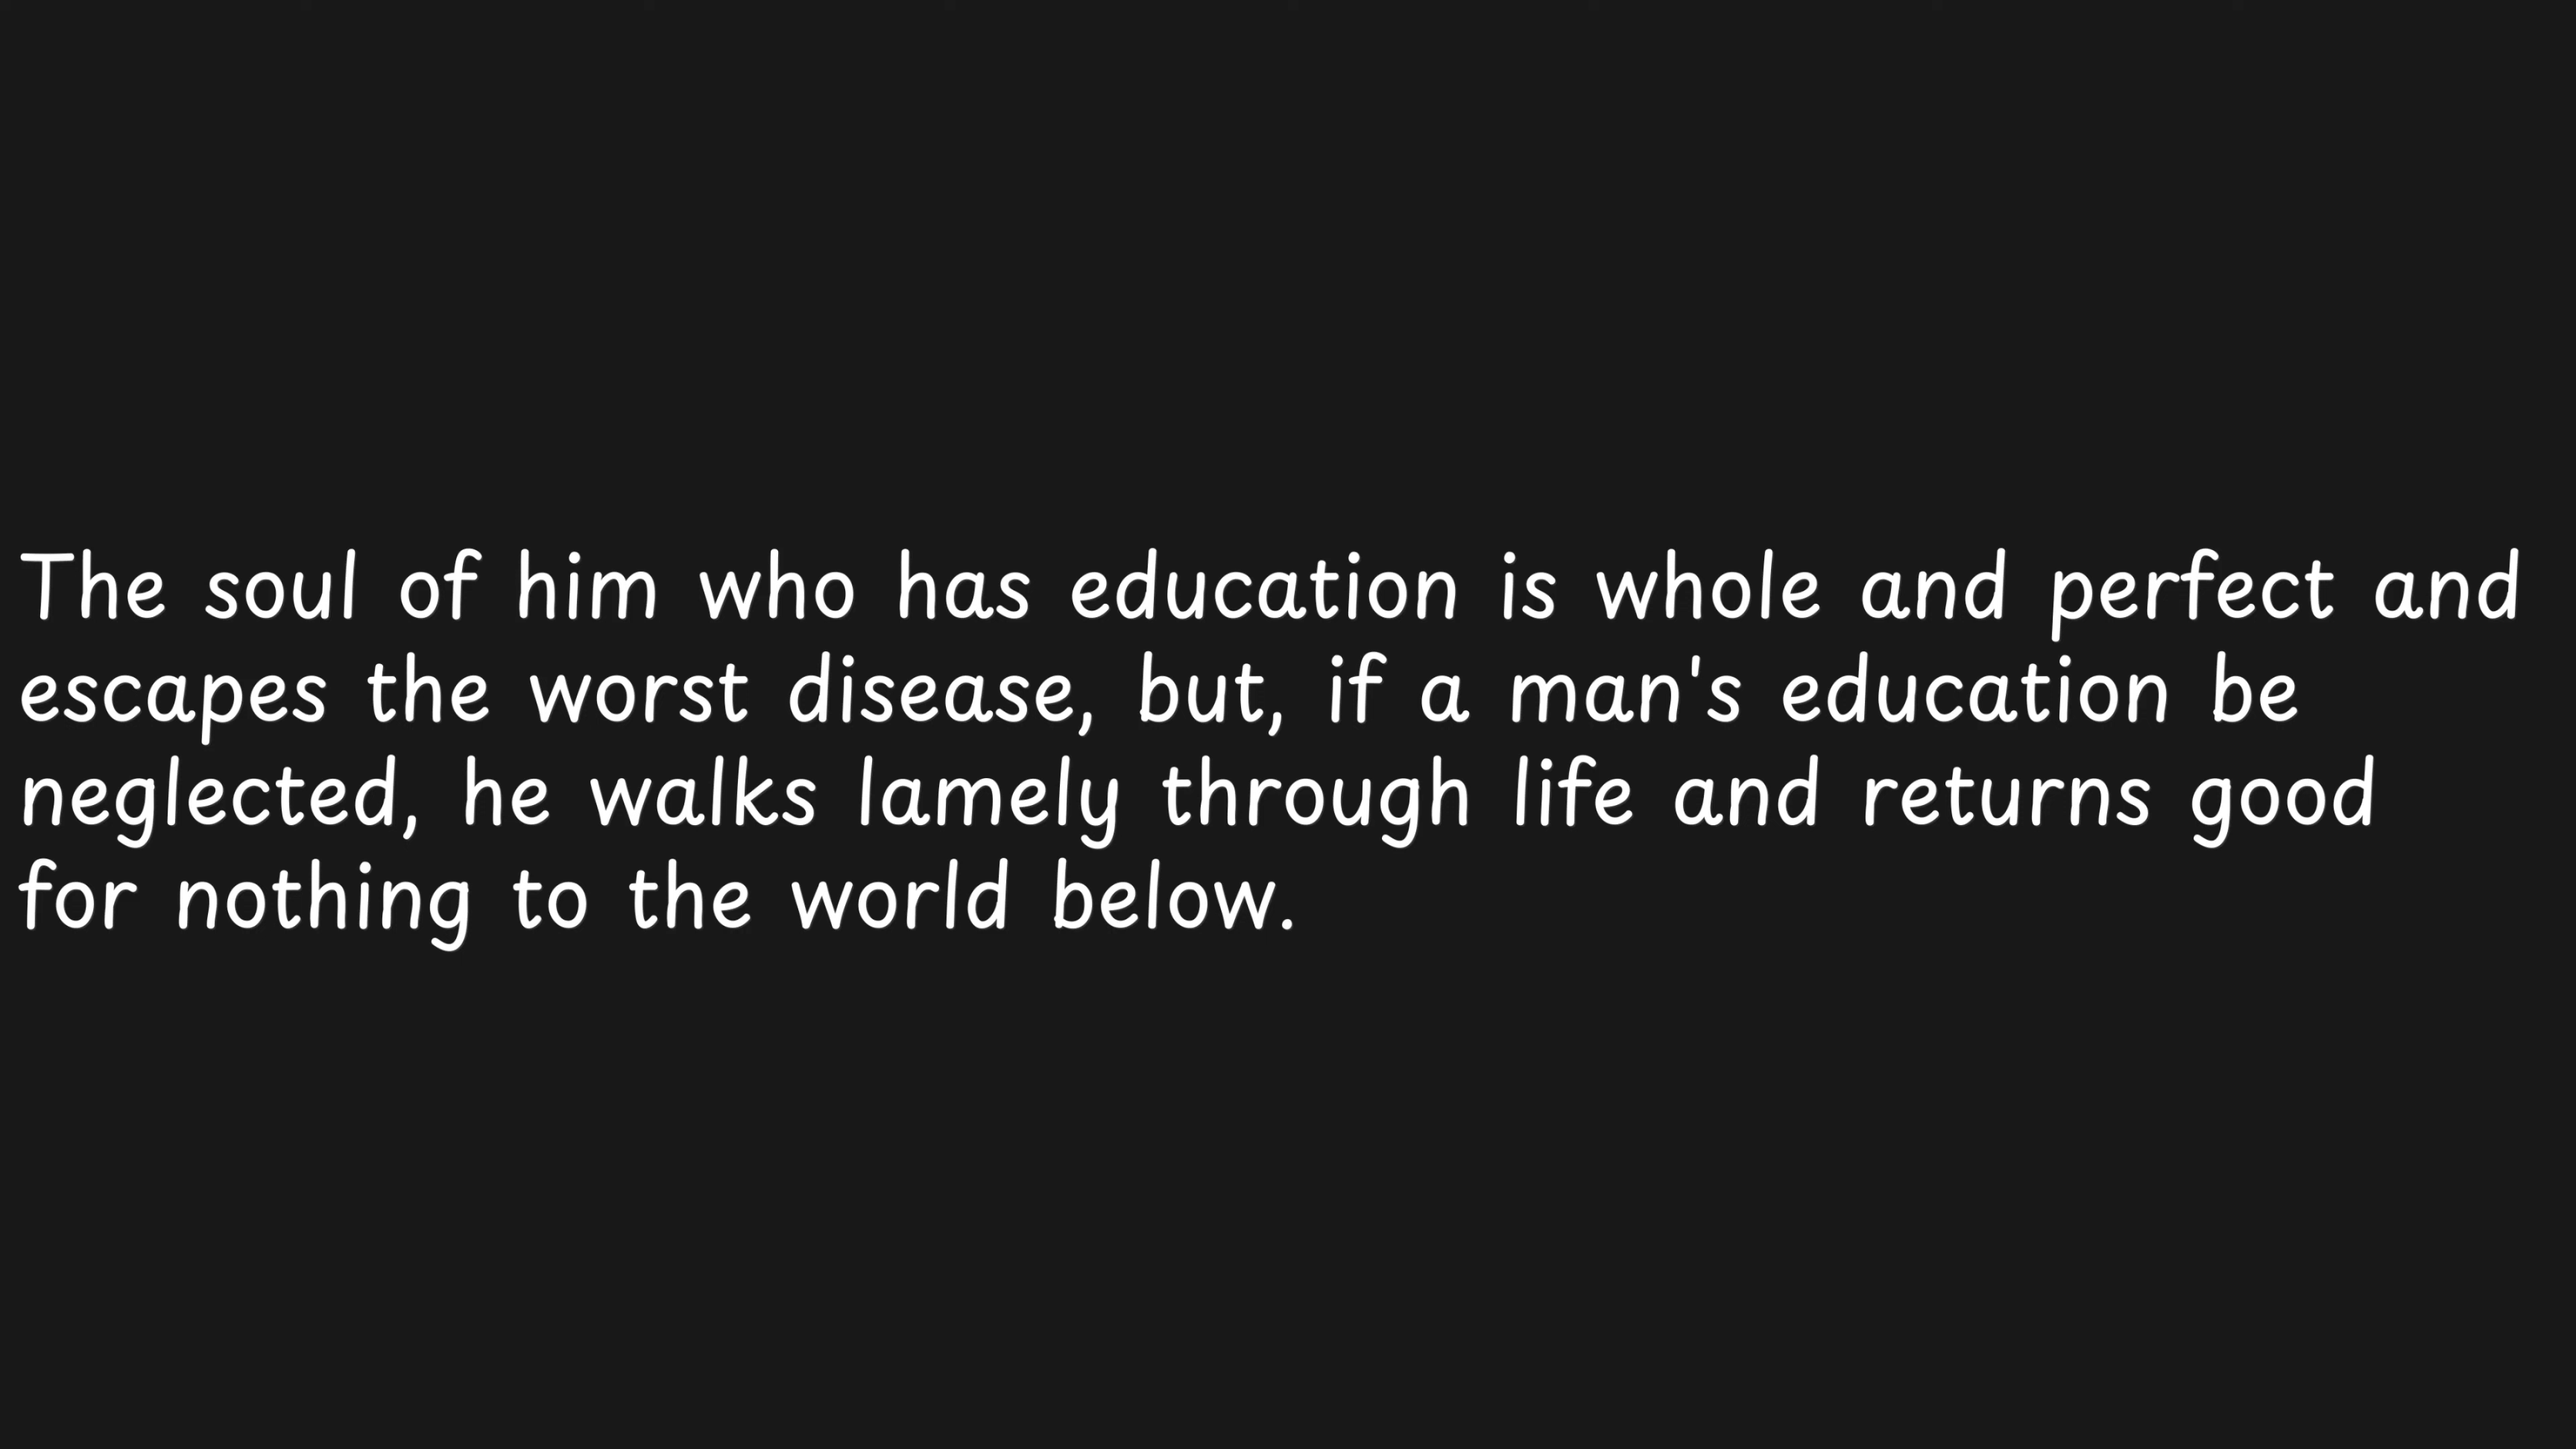 The soul of him who has education is whole and perfect and
escapes the worst disease, but, if a man's education be
neglected, he walks lamely through life and returns good
for nothing to the world below.